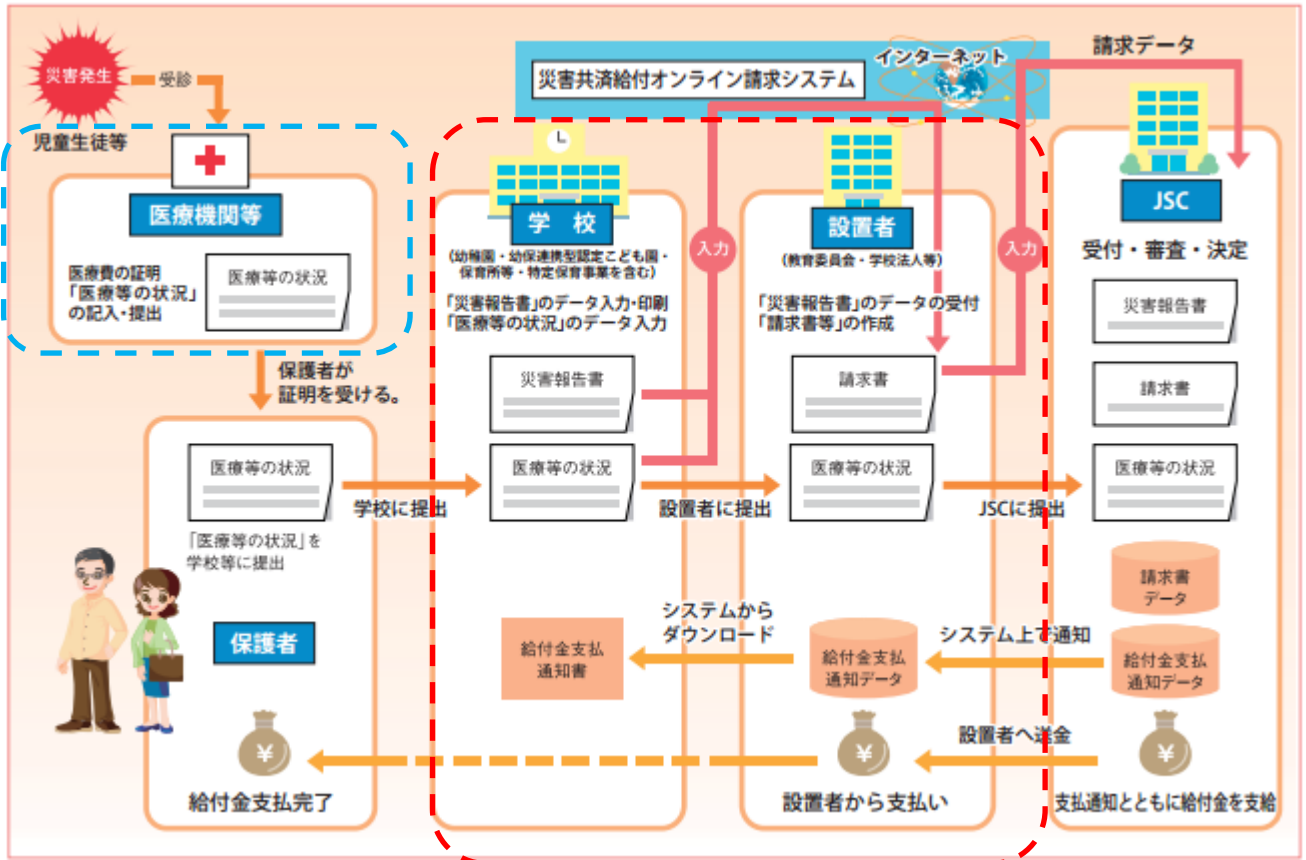 災害発生
受診
児童生徒等
医療機関等
医療費の証明
「医療等の状況」
の記入・提出
医療等の状況
保護者が
証明を受ける。
医療等の状況
「医療等の状況」を
学校等に提出
保護者
¥
給付金支払完了
学校に提出
災害共済給付オンライン請求システム
インターネット
請求データ
学 校
(幼稚園・幼保連携型認定こども園・
保育所等・特定保育事業を含む)
「災害報告書」のデータ入力・印刷
「医療等の状況」のデータ入力
災害報告書
医療等の状況
入力
設置者に提出
システムから
ダウンロード
給付金支払
通知書
設置者
(教育委員会・学校法人等)
「災害報告書」のデータの受付
「請求書等」の作成
請求書
医療等の状況
入力
JSCに提出
システム上で通知
給付金支払
通知データ
設置者へ送金
¥
設置者から支払い
JSC
受付・審査・決定
災害報告書
請求書
医療等の状況
請求書
データ
給付金支払
通知データ
¥
支払通知とともに給付金を支給